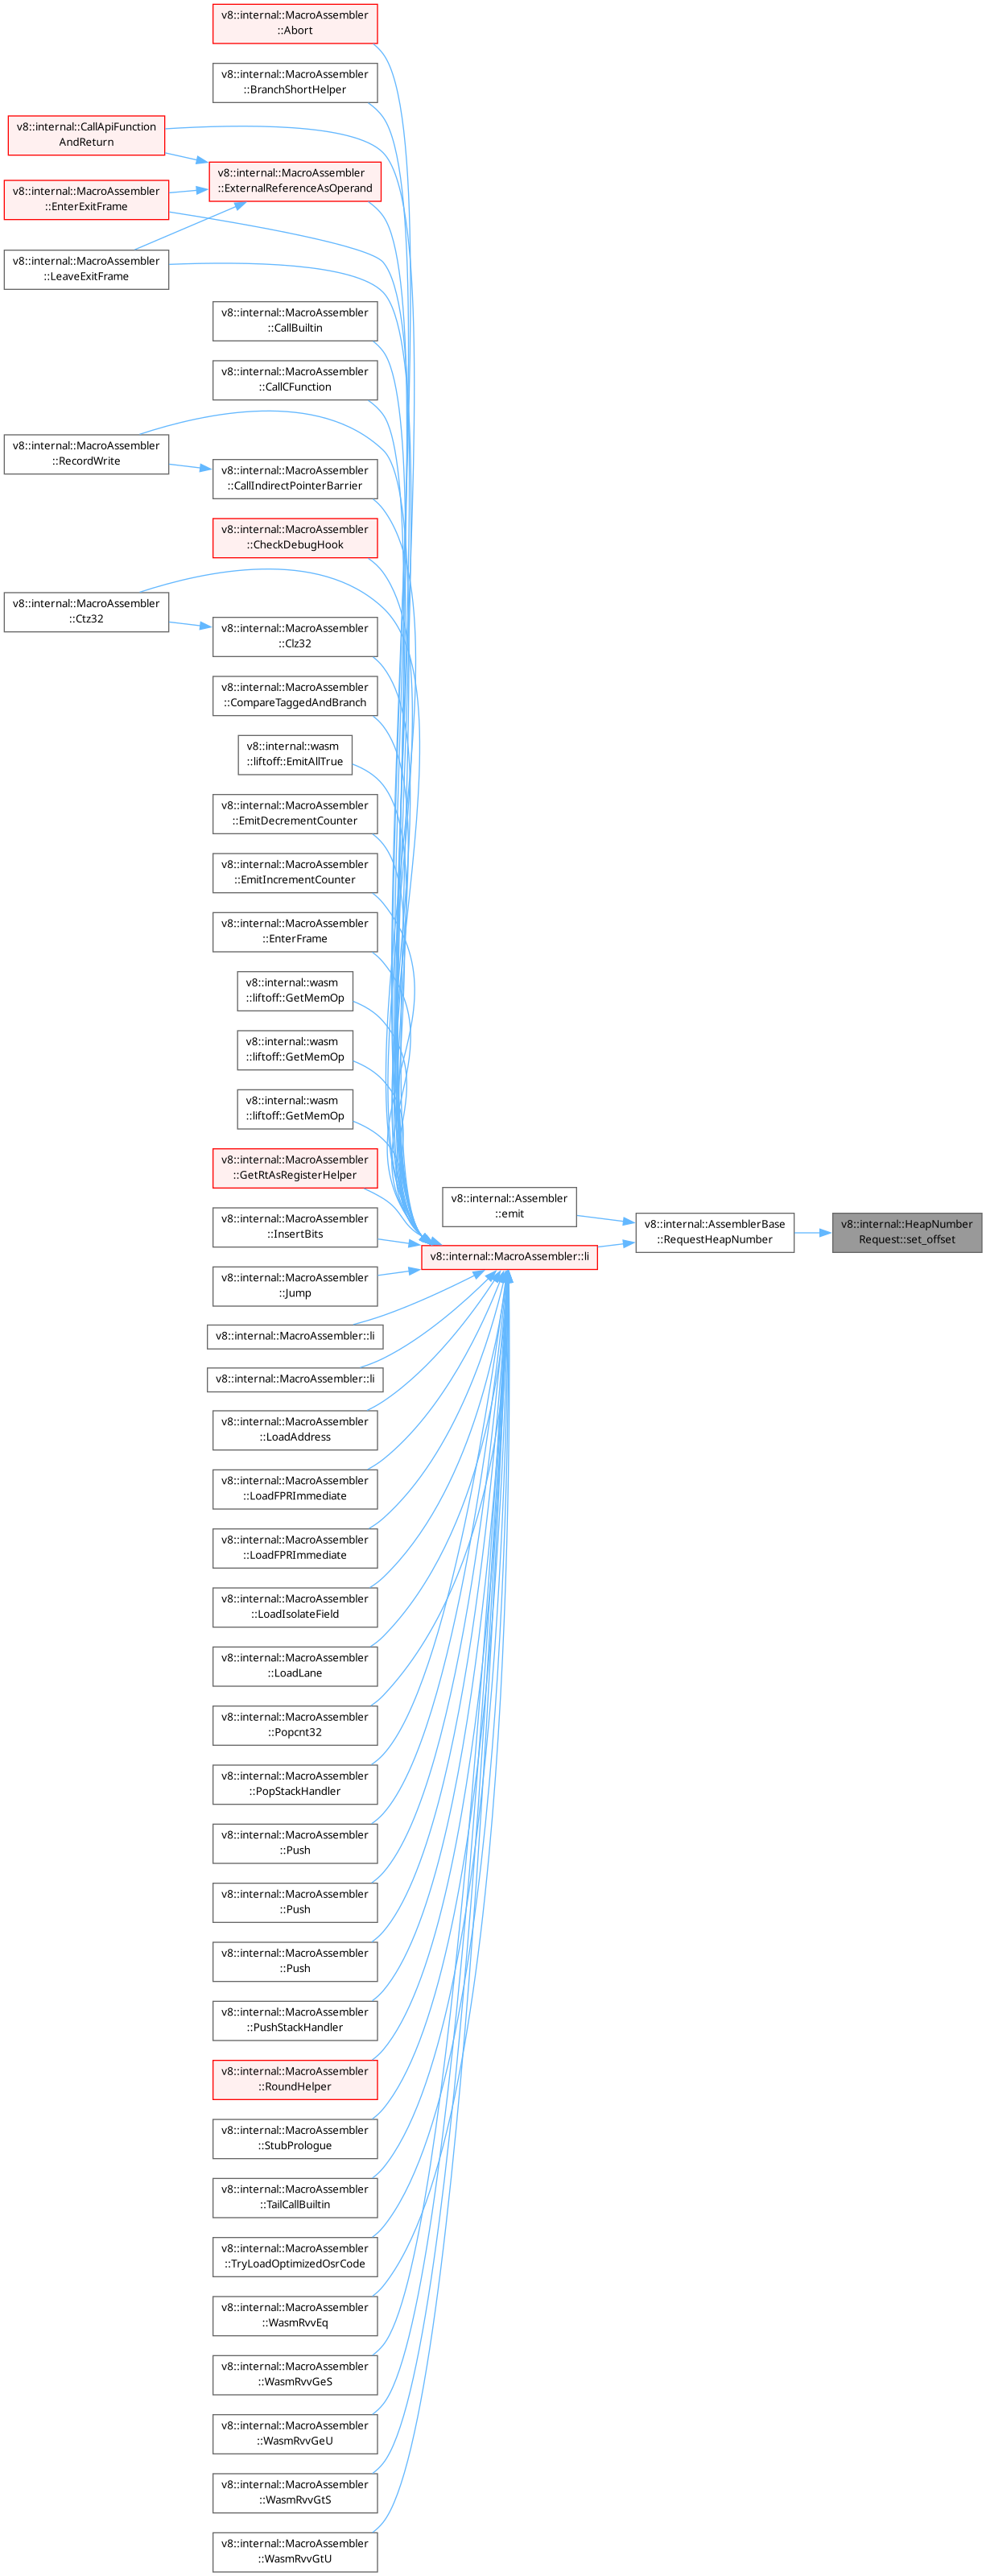 v8::internal::MacroAssembler
::Abort
v8::internal::MacroAssembler
::BranchShortHelper
v8::internal::CallApiFunction
AndReturn
v8::internal::MacroAssembler
::ExternalReferenceAsOperand
v8::internal::MacroAssembler
::EnterExitFrame
v8::internal::MacroAssembler
::LeaveExitFrame
v8::internal::MacroAssembler
::CallBuiltin
v8::internal::MacroAssembler
::CallCFunction
v8::internal::MacroAssembler
::RecordWrite
v8::internal::MacroAssembler
::CallIndirectPointerBarrier
v8::internal::MacroAssembler
::CheckDebugHook
v8::internal::MacroAssembler
::Ctz32
v8::internal::MacroAssembler
::Clz32
v8::internal::MacroAssembler
::CompareTaggedAndBranch
v8::internal::wasm
::liftoff::EmitAllTrue
v8::internal::MacroAssembler
::EmitDecrementCounter
v8::internal::MacroAssembler
::EmitIncrementCounter
v8::internal::MacroAssembler
::EnterFrame
v8::internal::wasm
::liftoff::GetMemOp
v8::internal::wasm
::liftoff::GetMemOp
v8::internal::wasm
::liftoff::GetMemOp
v8::internal::MacroAssembler
::GetRtAsRegisterHelper
v8::internal::Assembler
::emit
v8::internal::MacroAssembler
::InsertBits
v8::internal::AssemblerBase
::RequestHeapNumber
v8::internal::HeapNumber
Request::set_offset
v8::internal::MacroAssembler::li
v8::internal::MacroAssembler
::Jump
v8::internal::MacroAssembler::li
v8::internal::MacroAssembler::li
v8::internal::MacroAssembler
::LoadAddress
v8::internal::MacroAssembler
::LoadFPRImmediate
v8::internal::MacroAssembler
::LoadFPRImmediate
v8::internal::MacroAssembler
::LoadIsolateField
v8::internal::MacroAssembler
::LoadLane
v8::internal::MacroAssembler
::Popcnt32
v8::internal::MacroAssembler
::PopStackHandler
v8::internal::MacroAssembler
::Push
v8::internal::MacroAssembler
::Push
v8::internal::MacroAssembler
::Push
v8::internal::MacroAssembler
::PushStackHandler
v8::internal::MacroAssembler
::RoundHelper
v8::internal::MacroAssembler
::StubPrologue
v8::internal::MacroAssembler
::TailCallBuiltin
v8::internal::MacroAssembler
::TryLoadOptimizedOsrCode
v8::internal::MacroAssembler
::WasmRvvEq
v8::internal::MacroAssembler
::WasmRvvGeS
v8::internal::MacroAssembler
::WasmRvvGeU
v8::internal::MacroAssembler
::WasmRvvGtS
v8::internal::MacroAssembler
::WasmRvvGtU